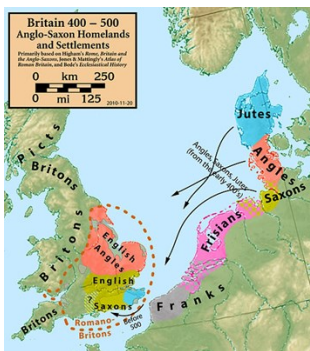 Britain 400 – 500
Anglo-Saxon Homelands
and Settlements
Primarily based on Higham's Rome, Britain and
the Anglo-Saxons, Jones & Mattingly's Atlas of
Roman Britain, and Bede's Ecclesiastical History
0 km 250
0 mi 125
2010-11-20
Jutes
Angles
Saxons
Angles, Saxons, Jutes
(from the early 400's)
Frisians
Franks
Picts
Britons
Britons
English
Angles
English
Saxons
?
Before
500
Britons
Romano-
Britons